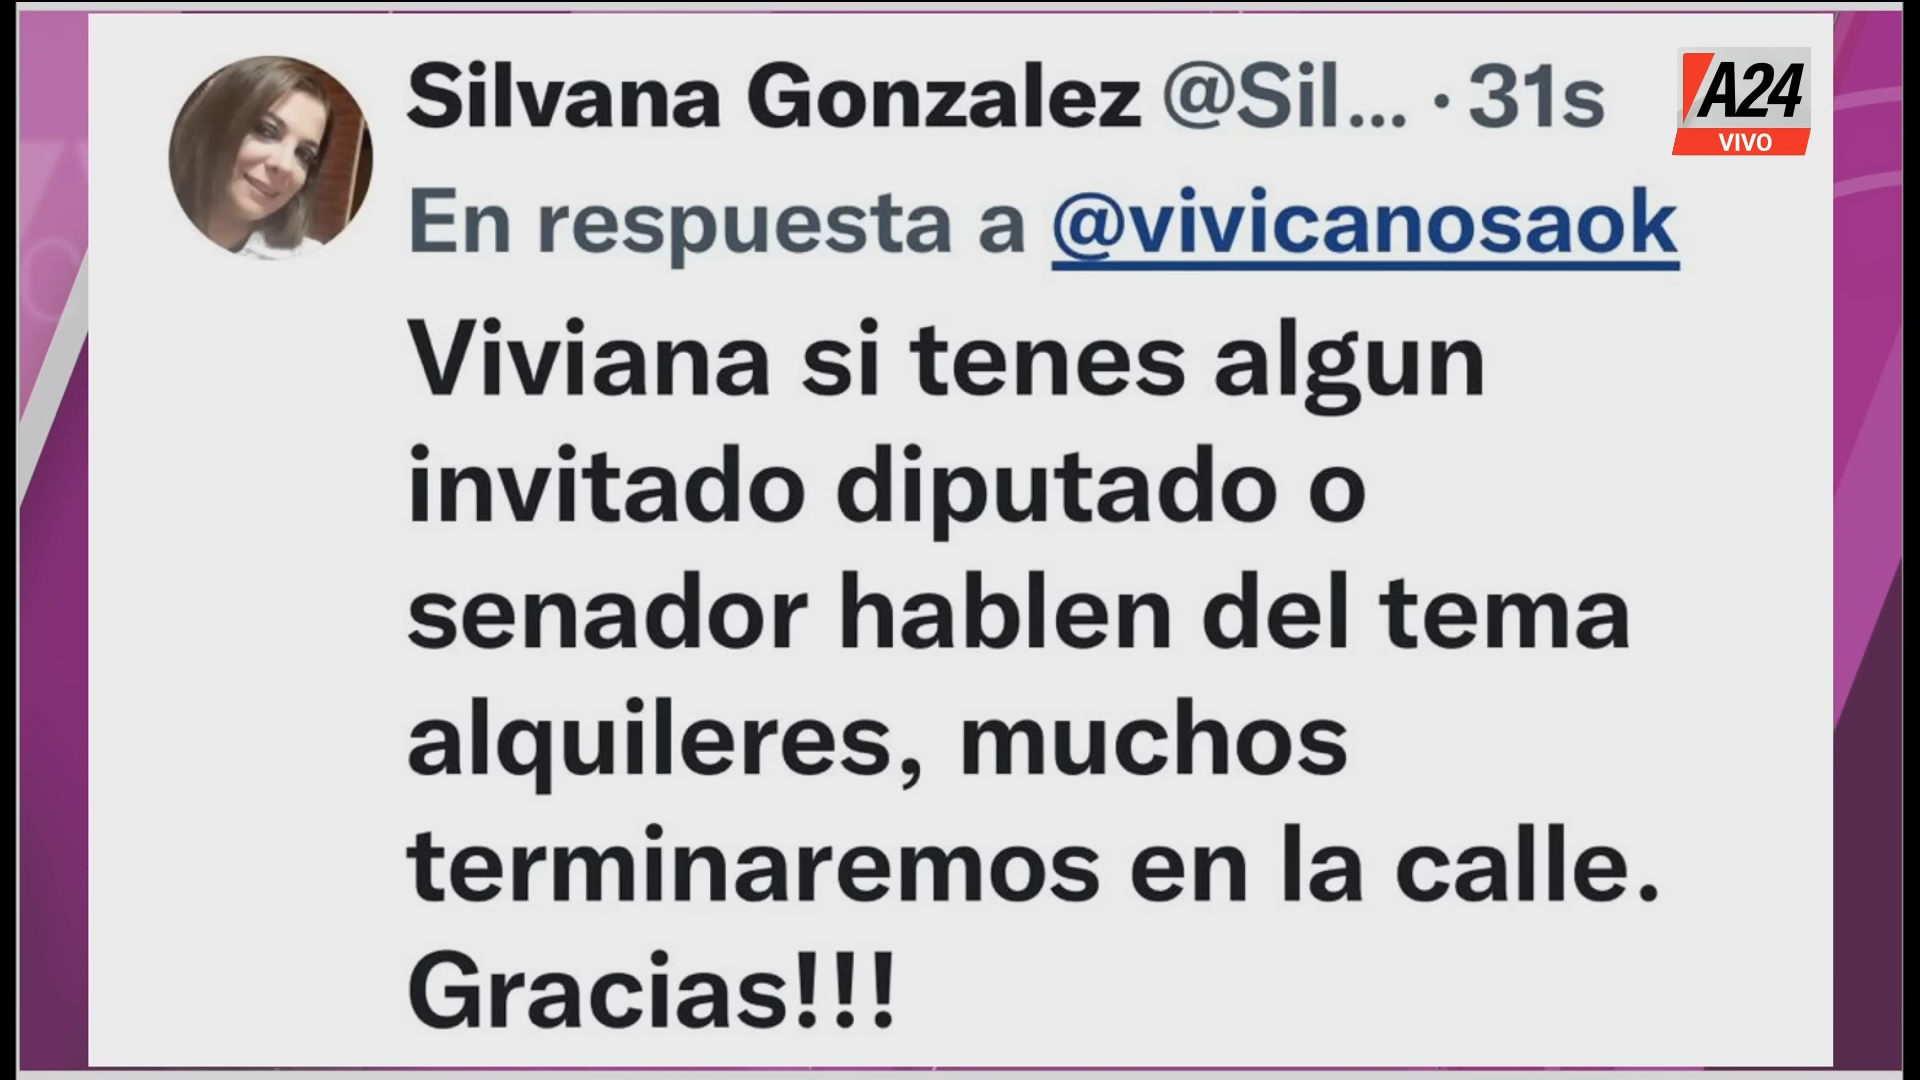 Silvana Gonzalez @Sil... · 31s
A24
VIVO
En respuesta a @vivicanosaok
Viviana si tenes algun
invitado diputado o
senador hablen del tema
alquileres, muchos
terminaremos en la calle.
Gracias!!!